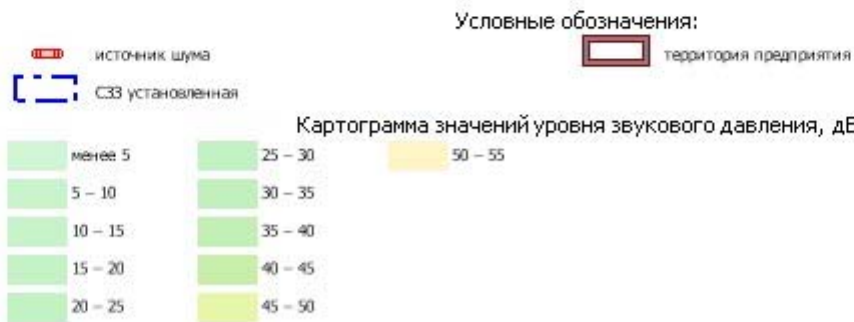 Условные обозначения:
источник шума
территория предприятия
СЗЗ установленная
Картограмма значений уровня звукового давления, дБ
менее 5
25 – 30
50 – 55
5 – 10
30 – 35
10 – 15
35 – 40
15 – 20
40 – 45
20 – 25
45 – 50